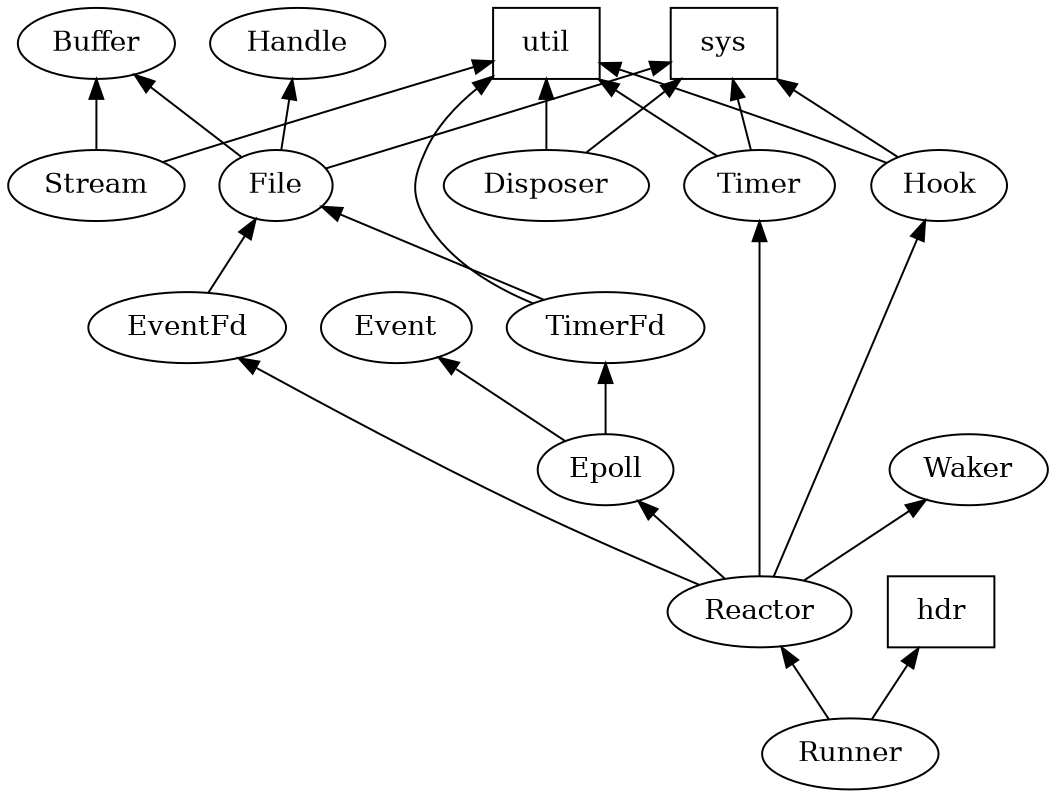 Buffer
Handle
util
sys
Stream
File
Disposer
Timer
Hook
EventFd
Event
TimerFd
Epoll
Waker
Reactor
hdr
Runner